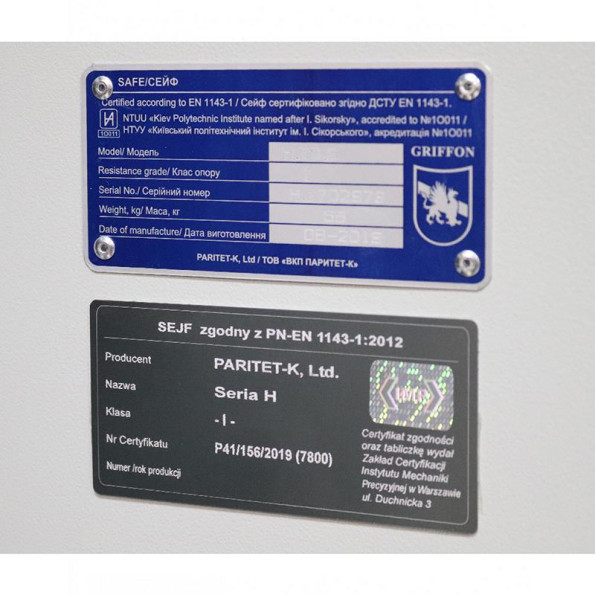 SAFE/СЕЙФ
Certified according to EN 1143-1 / Сейф сертифіковано згідно ДСТУ EN 1143-1.
NTUU «Kiev Polytechnic Institute named after I. Sikorsky», accredited to №1O011 /
НТУУ «Київський політехнічний інститут ім. І. Сікорського», акредитація №1О011
1O011
Model/ Модель
GRIFFON
Resistance grade/ Клас опору
Serial No./ Серійний номер
Weight, kg/ Маса, кг
Date of manufacture/ Дата виготовлення 08-2019
PARITET-K, Ltd / ТОВ «ВКП ПАРИТЕТ-К»
SEJF zgodny z PN-EN 1143-1:2012
Producent PARITET-K, Ltd.
Nazwa Seria H
Klasa - I -
Nr Certyfikatu P41/156/2019 (7800)
Numer /rok produkcji
Certyfikat zgodności
oraz tabliczkę wydał
Zakład Certyfikacji
Instytutu Mechaniki
Precyzyjnej w Warszawie
ul. Duchnicka 3